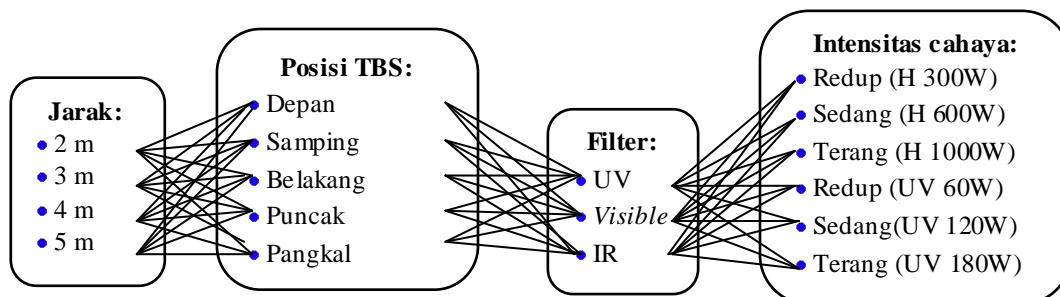 Jarak:
2 m
3 m
4 m
5 m
Posisi TBS:
Depan
Samping
Belakang
Puncak
Pangkal
Filter:
UV
Visible
IR
Intensitas cahaya:
Redup (H 300W)
Sedang (H 600W)
Terang (H 1000W)
Redup (UV 60W)
Sedang(UV 120W)
Terang (UV 180W)